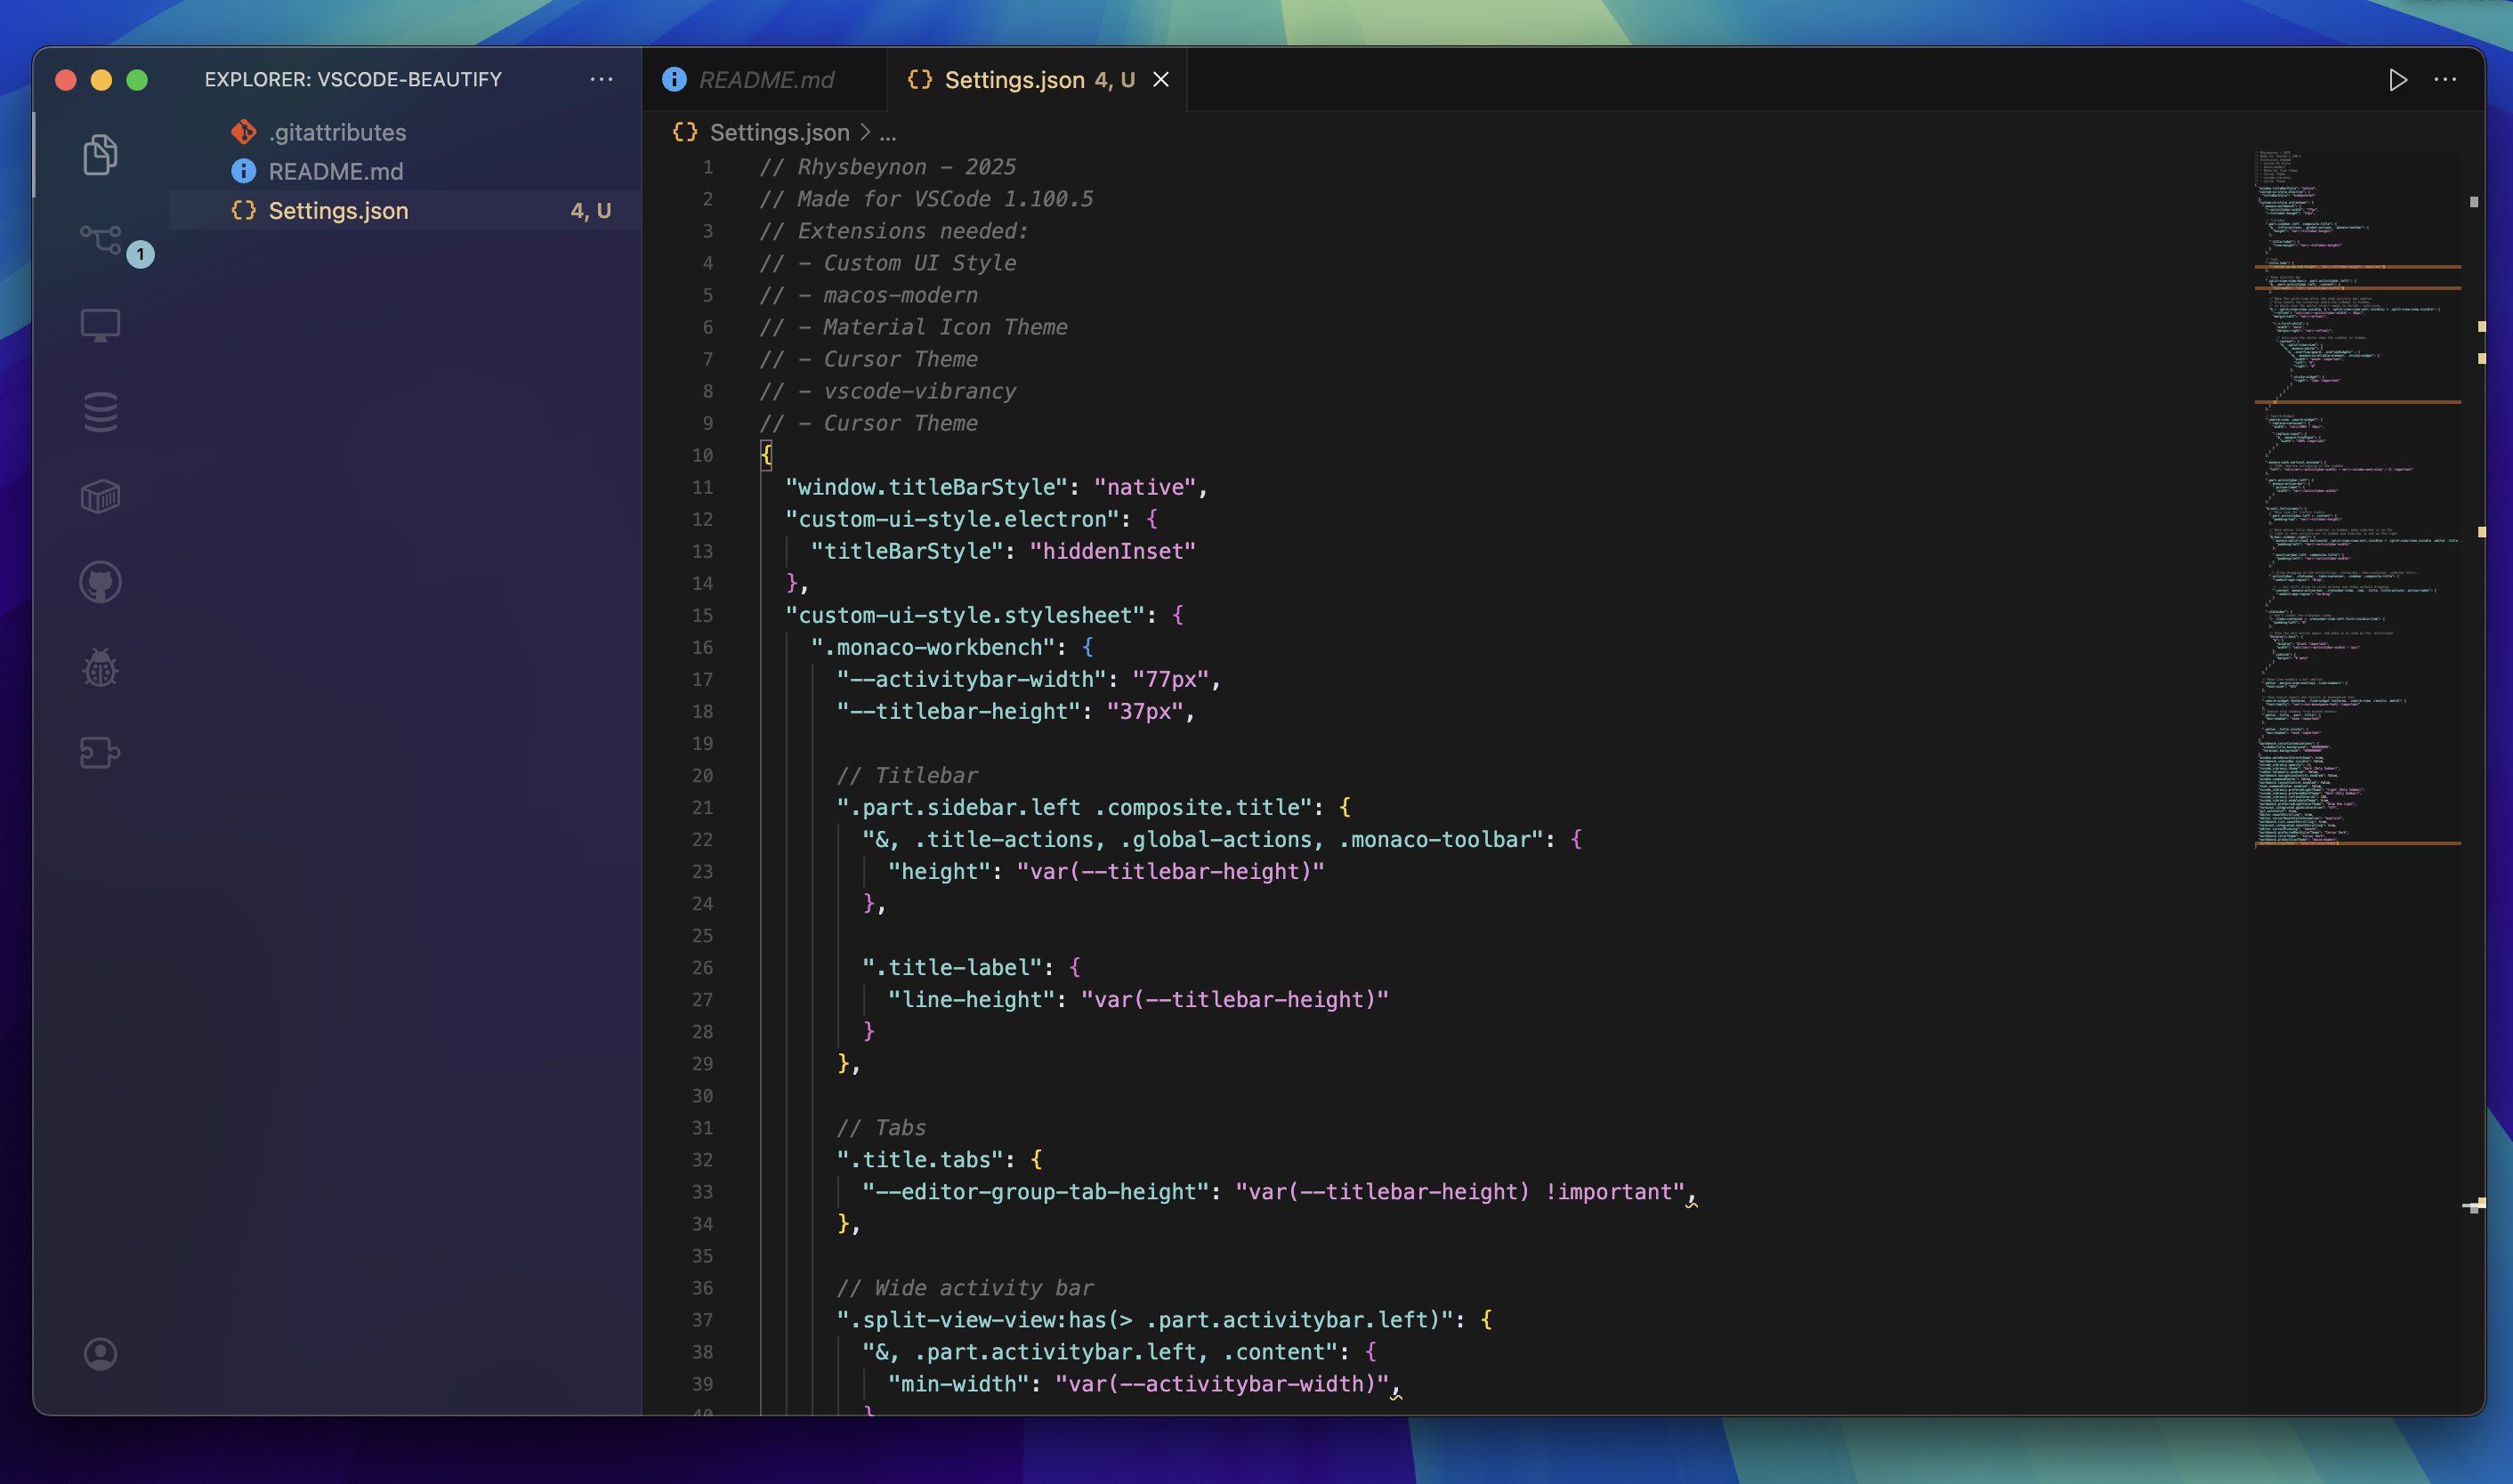 EXPLORER: VSCODE-BEAUTIFY
.gitattributes
README.md
Settings.json 4, U
1
README.md
Settings.json 4, U
Settings.json > ...
1 // Rhysbeynon - 2025
2 // Made for VSCode 1.100.5
3 // Extensions needed:
4 // - Custom UI Style
5 // - macos-modern
6 // - Material Icon Theme
7 // - Cursor Theme
8 // - vscode-vibrancy
9 // - Cursor Theme
10 {
11 "window.titleBarStyle": "native",
12 "custom-ui-style.electron": {
13 "titleBarStyle": "hiddenInset"
14 },
15 "custom-ui-style.stylesheet": {
16 ".monaco-workbench": {
17 "--activitybar-width": "77px",
18 "--titlebar-height": "37px",
19
20 // Titlebar
21 ".part.sidebar.left .composite.title": {
22 "&, .title-actions, .global-actions, .monaco-toolbar": {
23 "height": "var(--titlebar-height)"
24 },
25
26 ".title-label": {
27 "line-height": "var(--titlebar-height)"
28 }
29 },
30
31 // Tabs
32 ".title.tabs": {
33 "--editor-group-tab-height": "var(--titlebar-height) !important",
34 },
35
36 // Wide activity bar
37 ".split-view-view:has(> .part.activitybar.left)": {
38 "&, .part.activitybar.left, .content": {
39 "min-width": "var(--activitybar-width)",
40 }